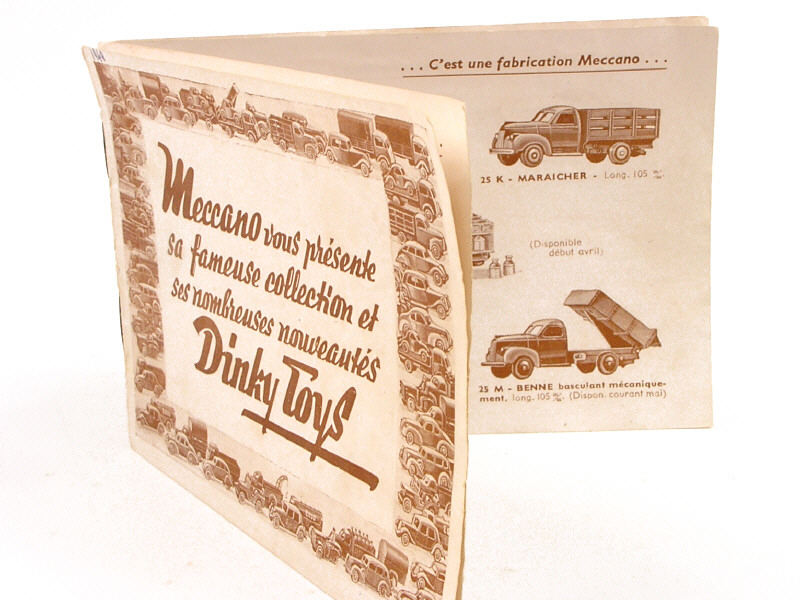 Meccano vous présente
sa fameuse collection et
ses nombreuses nouveautés
Dinky Toys
... C'est une fabrication Meccano ...
25 K - MARAICHER - Long. 105 m/m.
(Disponible
début avril)
25 M - BENNE basculant mécanique-
ment, long. 105 m/m. (Dispon. courant mai)